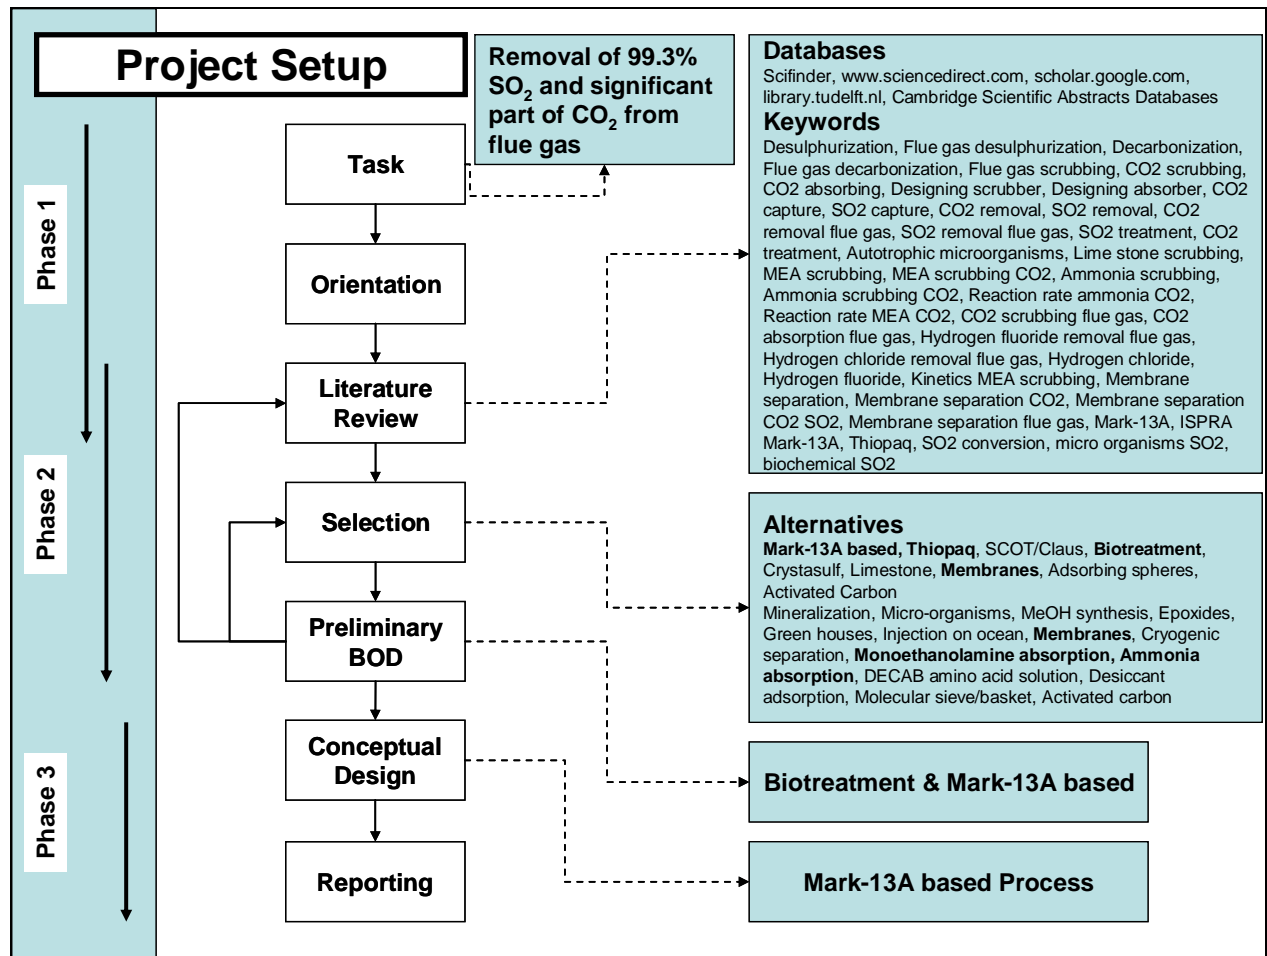 Project Setup
Removal of 99.3%
SO2 and significant
part of CO2 from
flue gas
Phase 1
Phase 2
Phase 3
Task
Orientation
Literature
Review
Selection
Preliminary
BOD
Conceptual
Design
Reporting
Databases
Scifinder, www.sciencedirect.com, scholar.google.com,
library.tudelft.nl, Cambridge Scientific Abstracts Databases
Keywords
Desulphurization, Flue gas desulphurization, Decarbonization,
Flue gas decarbonization, Flue gas scrubbing, CO2 scrubbing,
CO2 absorbing, Designing scrubber, Designing absorber, CO2
capture, SO2 capture, CO2 removal, SO2 removal, CO2
removal flue gas, SO2 removal flue gas, SO2 treatment, CO2
treatment, Autotrophic microorganisms, Lime stone scrubbing,
MEA scrubbing, MEA scrubbing CO2, Ammonia scrubbing,
Ammonia scrubbing CO2, Reaction rate ammonia CO2,
Reaction rate MEA CO2, CO2 scrubbing flue gas, CO2
absorption flue gas, Hydrogen fluoride removal flue gas,
Hydrogen chloride removal flue gas, Hydrogen chloride,
Hydrogen fluoride, Kinetics MEA scrubbing, Membrane
separation, Membrane separation CO2, Membrane separation
CO2 SO2, Membrane separation flue gas, Mark-13A, ISPRA
Mark-13A, Thiopaq, SO2 conversion, micro organisms SO2,
biochemical SO2
Alternatives
Mark-13A based, Thiopaq, SCOT/Claus, Biotreatment,
Crystasulf, Limestone, Membranes, Adsorbing spheres,
Activated Carbon
Mineralization, Micro-organisms, MeOH synthesis, Epoxides,
Green houses, Injection on ocean, Membranes, Cryogenic
separation, Monoethanolamine absorption, Ammonia
absorption, DECAB amino acid solution, Desiccant
adsorption, Molecular sieve/basket, Activated carbon
Biotreatment & Mark-13A based
Mark-13A based Process